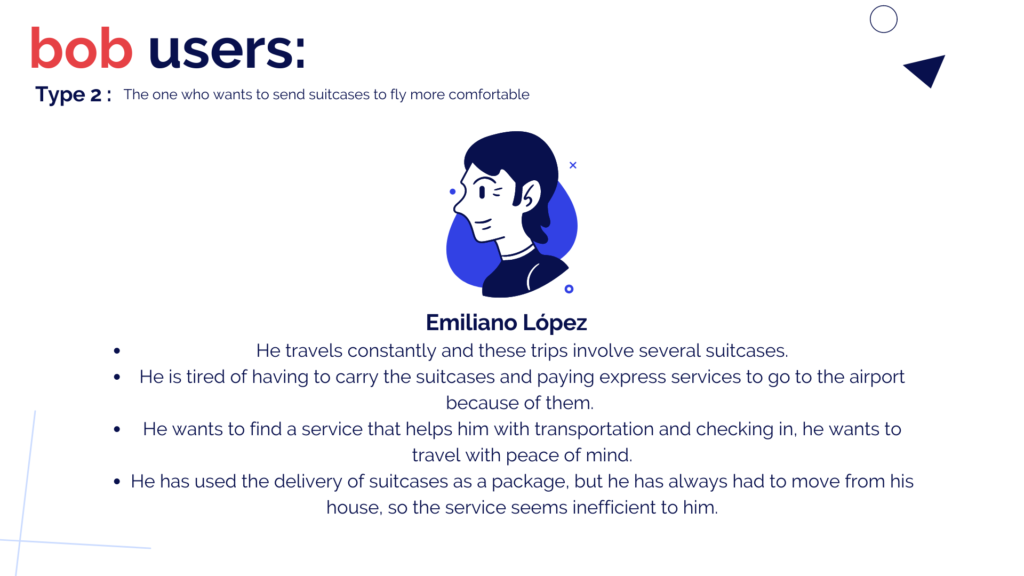 bob users:
Type 2 : The one who wants to send suitcases to fly more comfortable
Emiliano López
• He travels constantly and these trips involve several suitcases.
• He is tired of having to carry the suitcases and paying express services to go to the airport
because of them.
• He wants to find a service that helps him with transportation and checking in, he wants to
travel with peace of mind.
• He has used the delivery of suitcases as a package, but he has always had to move from his
house, so the service seems inefficient to him.